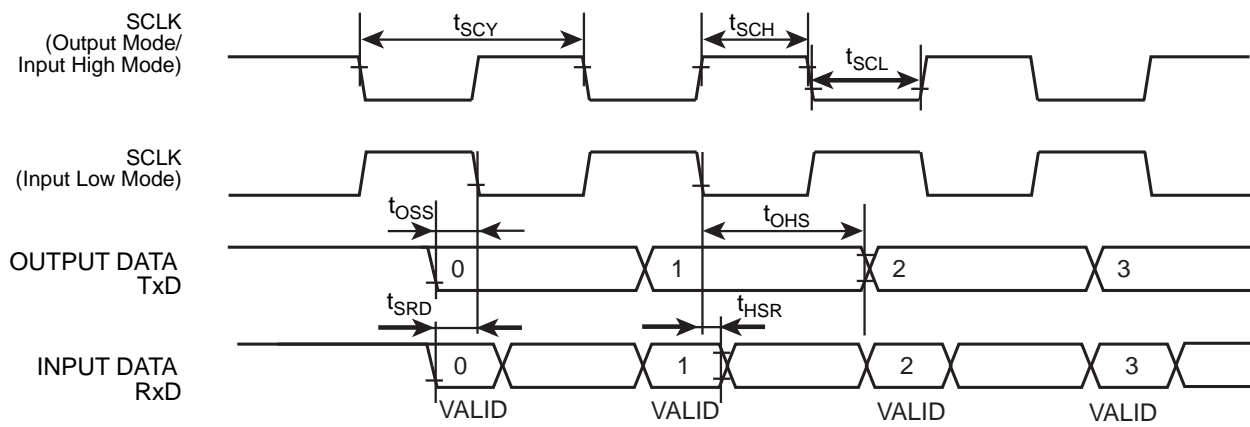 SCLK
(Output Mode/
Input High Mode)
tSCY
tSCH
tSCL
SCLK
(Input Low Mode)
tOSS
tOHS
OUTPUT DATA
TxD
0
1
2
3
tSRD
tHSR
INPUT DATA
RxD
0
1
2
3
VALID
VALID
VALID
VALID